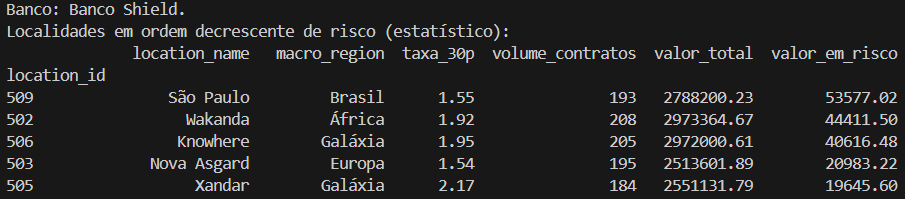 Banco: Banco Shield.
Localidades em ordem decrescente de risco (estatístico):
location_name macro_region taxa_30p volume_contratos valor_total valor_em_risco
location_id
509 São Paulo Brasil 1.55 193 2788200.23 53577.02
502 Wakanda África 1.92 208 2973364.67 44411.50
506 Knowhere Galáxia 1.95 205 2972000.61 40616.48
503 Nova Asgard Europa 1.54 195 2513601.89 20983.22
505 Xandar Galáxia 2.17 184 2551131.79 19645.60